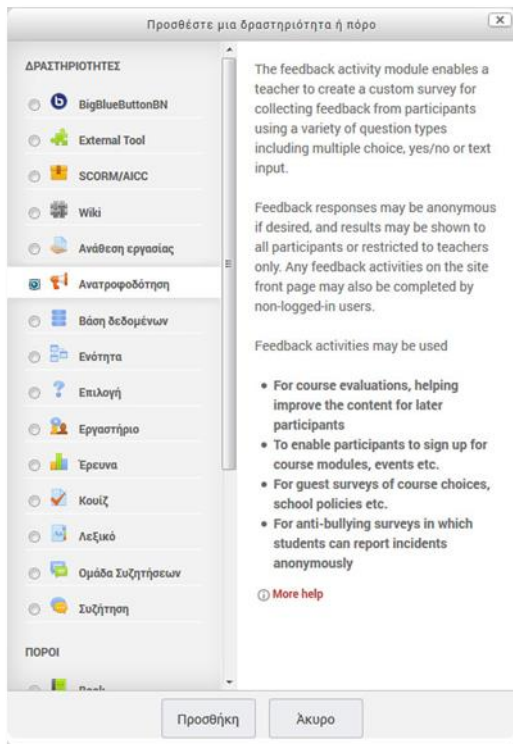 Προσθέστε μια δραστηριότητα ή πόρο
ΔΡΑΣΤΗΡΙΟΤΗΤΕΣ
BigBlueButtonBN
External Tool
SCORM/AICC
Wiki
Ανάθεση εργασίας
Ανατροφοδότηση
Βάση δεδομένων
Ενότητα
Επιλογή
Εργαστήριο
Έρευνα
Κουίζ
Λεξικό
Ομάδα Συζητήσεων
Συζήτηση
ΠΟΡΟΙ
Book
The feedback activity module enables a
teacher to create a custom survey for
collecting feedback from participants
using a variety of question types
including multiple choice, yes/no or text
input.
Feedback responses may be anonymous
if desired, and results may be shown to
all participants or restricted to teachers
only. Any feedback activities on the site
front page may also be completed by
non-logged-in users.
Feedback activities may be used
• For course evaluations, helping
improve the content for later
participants
• To enable participants to sign up for
course modules, events etc.
• For guest surveys of course choices,
school policies etc.
• For anti-bullying surveys in which
students can report incidents
anonymously
More help
Προσθήκη
Άκυρο